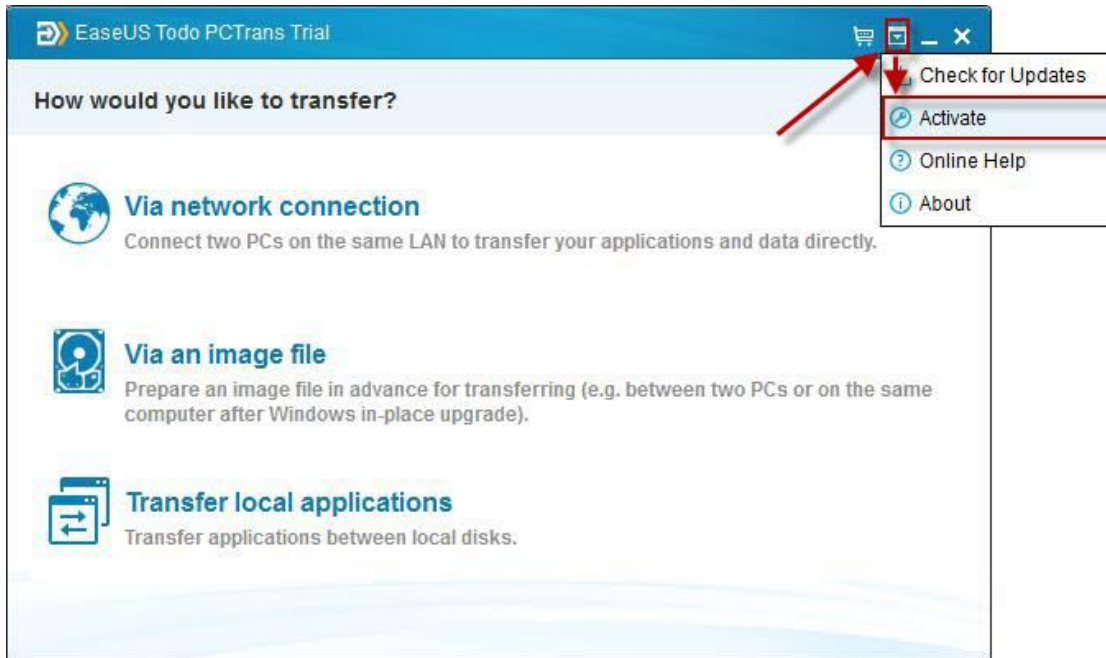 EaseUS Todo PCTrans Trial
How would you like to transfer?
Check for Updates
Activate
Online Help
About
Via network connection
Connect two PCs on the same LAN to transfer your applications and data directly.
Via an image file
Prepare an image file in advance for transferring (e.g. between two PCs or on the same
computer after Windows in-place upgrade).
Transfer local applications
Transfer applications between local disks.